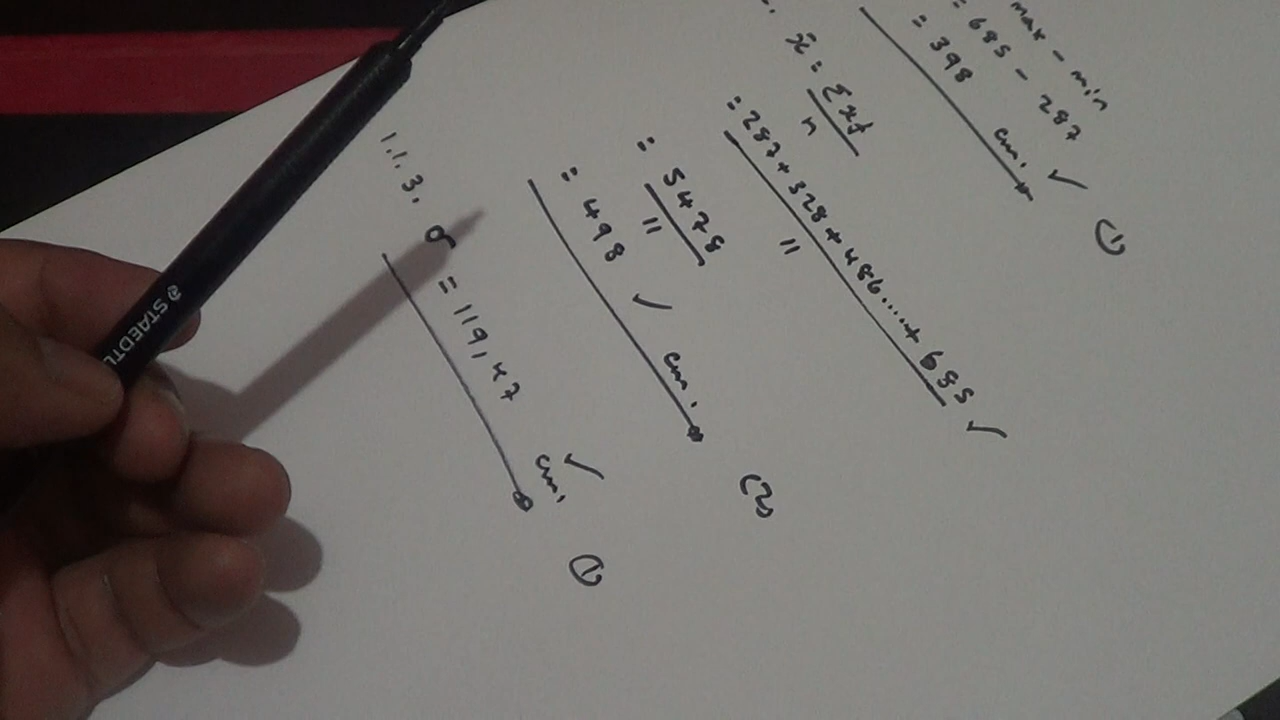 max - min
= 685 - 287
= 398 cm. ✓
(1)
x̄ = Σxf
n
= 287 + 328 + 486 ..... + 685 ✓
11
= 5478
11
= 498 ✓ cm.
(2)
1.1.3. σ = 119,47 cm. ✓
(1)
STAEDTL